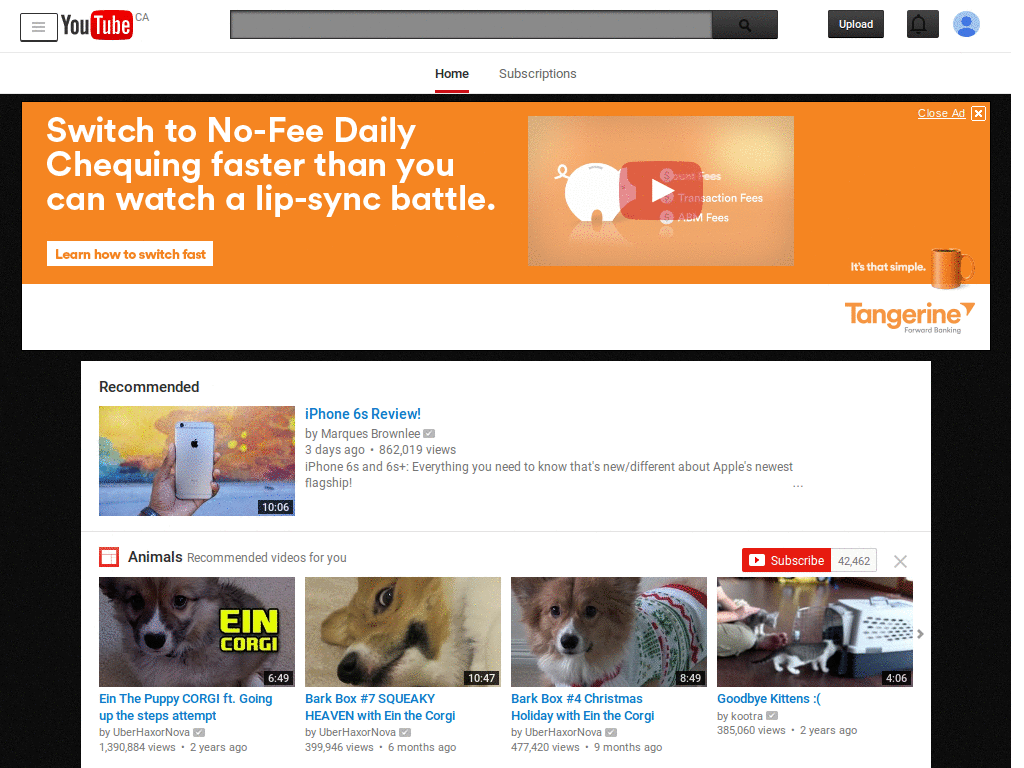 YouTube CA
Upload
Home
Subscriptions
Switch to No-Fee Daily
Chequing faster than you
can watch a lip-sync battle.
Learn how to switch fast
Fees
Transaction Fees
ABM Fees
Close Ad
It's that simple.
Tangerine
Forward Banking
Recommended
10:06
iPhone 6s Review!
by Marques Brownlee
3 days ago • 862,019 views
iPhone 6s and 6s+: Everything you need to know that's new/different about Apple's newest
flagship!
...
Animals Recommended videos for you
Subscribe 42,462
EIN
CORGI
6:49
Ein The Puppy CORGI ft. Going
up the steps attempt
by UberHaxorNova
1,390,884 views • 2 years ago
10:47
Bark Box #7 SQUEAKY
HEAVEN with Ein the Corgi
by UberHaxorNova
399,946 views • 6 months ago
8:49
Bark Box #4 Christmas
Holiday with Ein the Corgi
by UberHaxorNova
477,420 views • 9 months ago
4:06
Goodbye Kittens :(
by kootra
385,060 views • 2 years ago